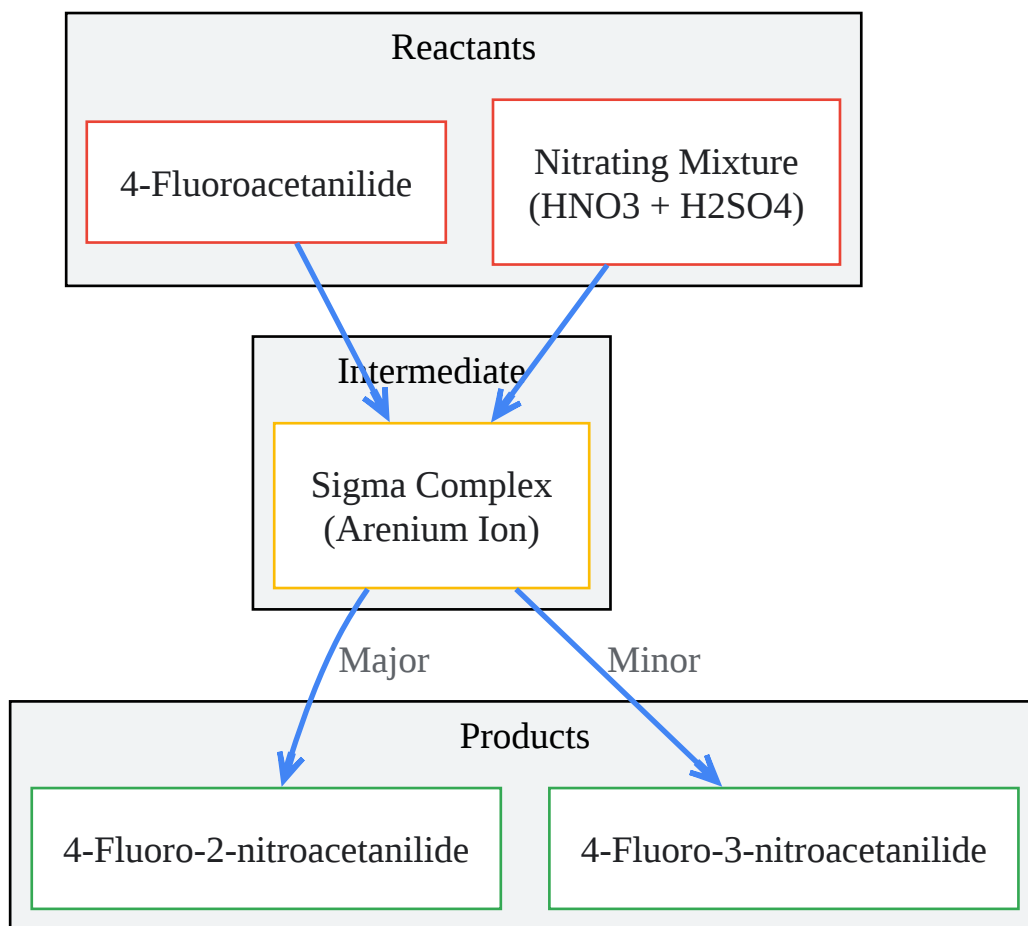 Reactants
4-Fluoroacetanilide
Nitrating Mixture
(HNO3 + H2SO4)
Intermediate
Sigma Complex
(Arenium Ion)
Major
Minor
Products
4-Fluoro-2-nitroacetanilide
4-Fluoro-3-nitroacetanilide